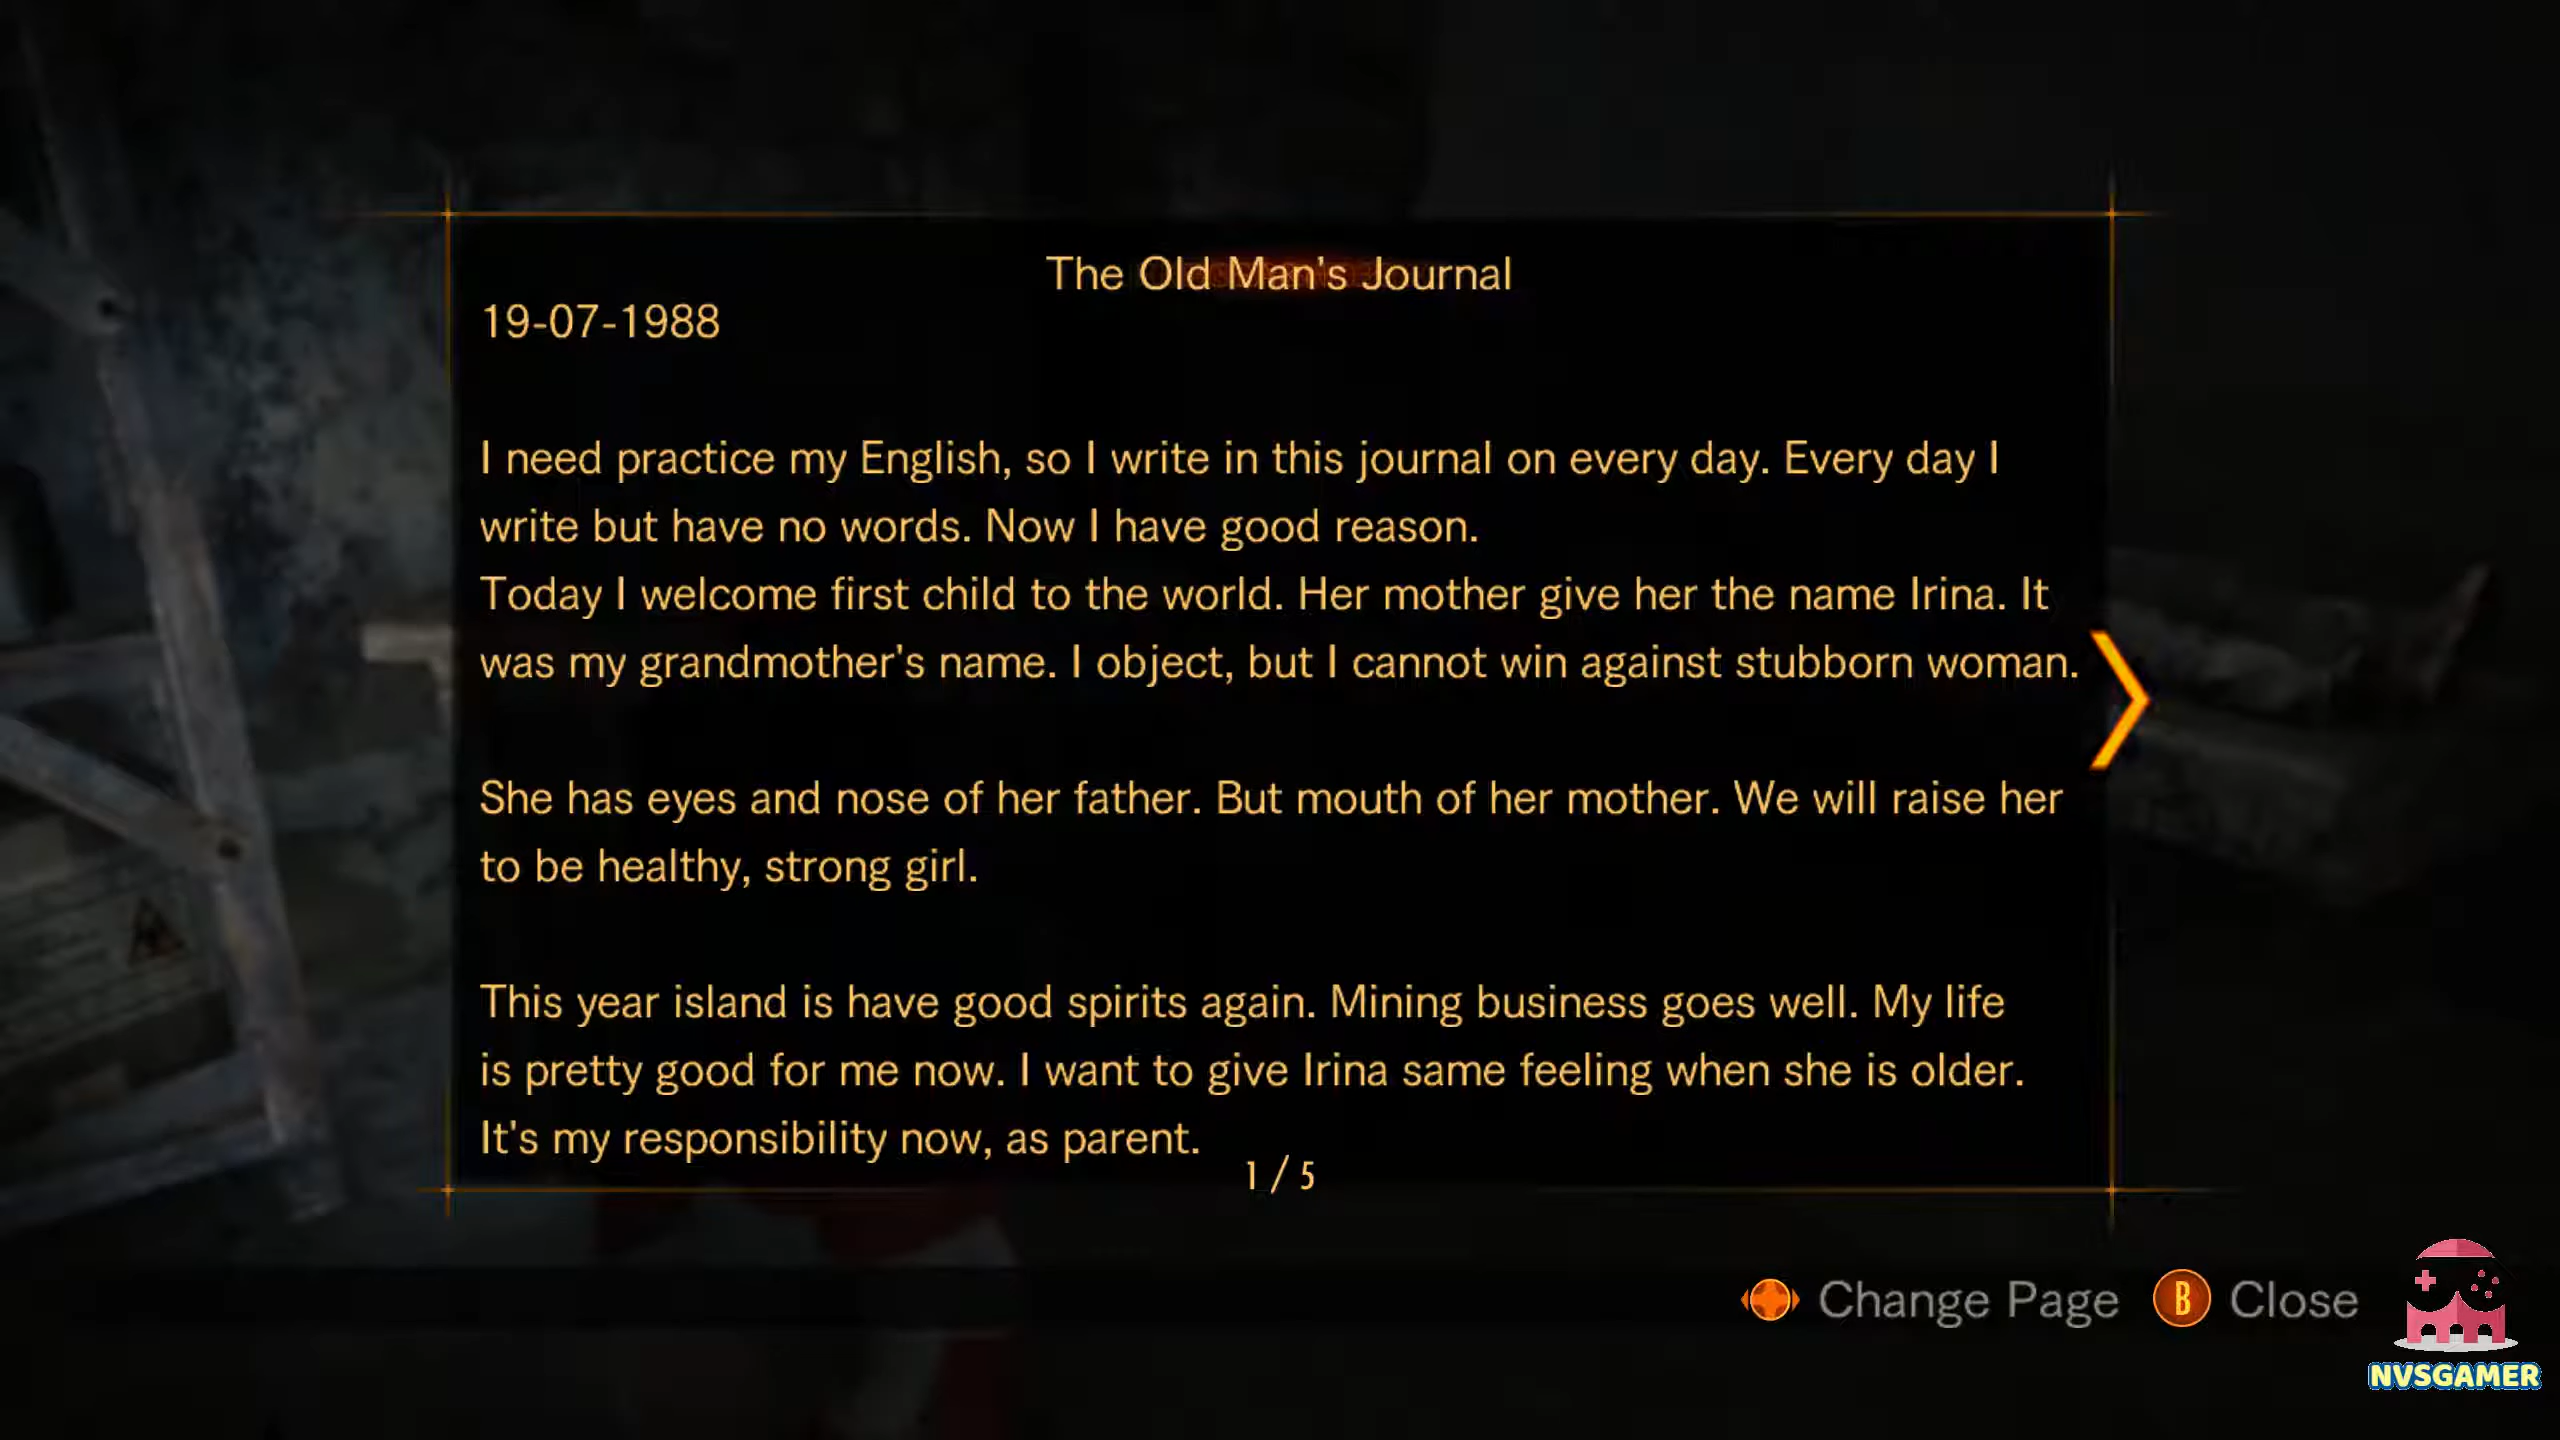 The Old Man's Journal
19-07-1988
I need practice my English, so I write in this journal on every day. Every day I
write but have no words. Now I have good reason.
Today I welcome first child to the world. Her mother give her the name Irina. It
was my grandmother's name. I object, but I cannot win against stubborn woman.
She has eyes and nose of her father. But mouth of her mother. We will raise her
to be healthy, strong girl.
This year island is have good spirits again. Mining business goes well. My life
is pretty good for me now. I want to give Irina same feeling when she is older.
It's my responsibility now, as parent.
1 / 5
Change Page B Close
NVSGAMER